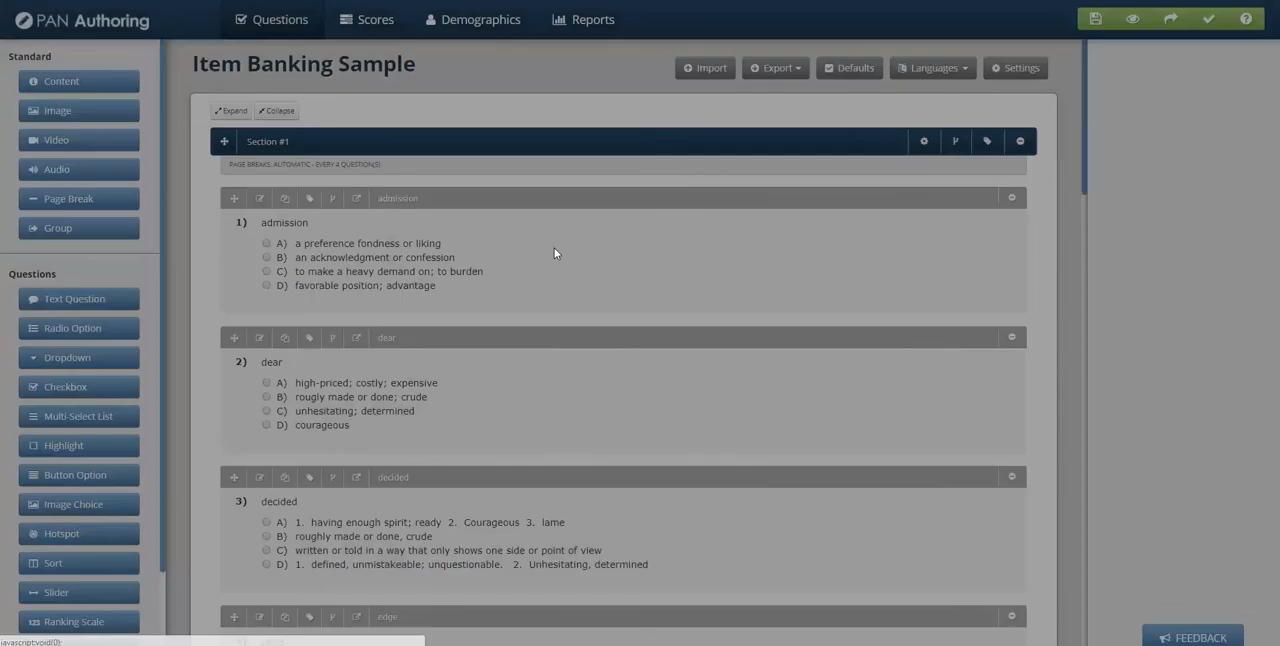 PAN Authoring
Questions
Scores
Demographics
Reports
Standard
Content
Image
Video
Audio
Page Break
Group
Questions
Text Question
Radio Option
Dropdown
Checkbox
Multi-Select List
Highlight
Button Option
Image Choice
Hotspot
Sort
Slider
123 Ranking Scale
javascript:void(0);
Item Banking Sample
Import
Export
Defaults
Languages
Settings
Expand
Collapse
Section #1
PAGE BREAKS: AUTOMATIC - EVERY 4 QUESTION(S)
admission
1) admission
A) a preference fondness or liking
B) an acknowledgment or confession
C) to make a heavy demand on; to burden
D) favorable position; advantage
dear
2) dear
A) high-priced; costly; expensive
B) rougly made or done; crude
C) unhesitating; determined
D) courageous
decided
3) decided
A) 1. having enough spirit; ready 2. Courageous 3. lame
B) roughly made or done, crude
C) written or told in a way that only shows one side or point of view
D) 1. defined, unmistakeable; unquestionable. 2. Unhesitating, determined
edge
FEEDBACK